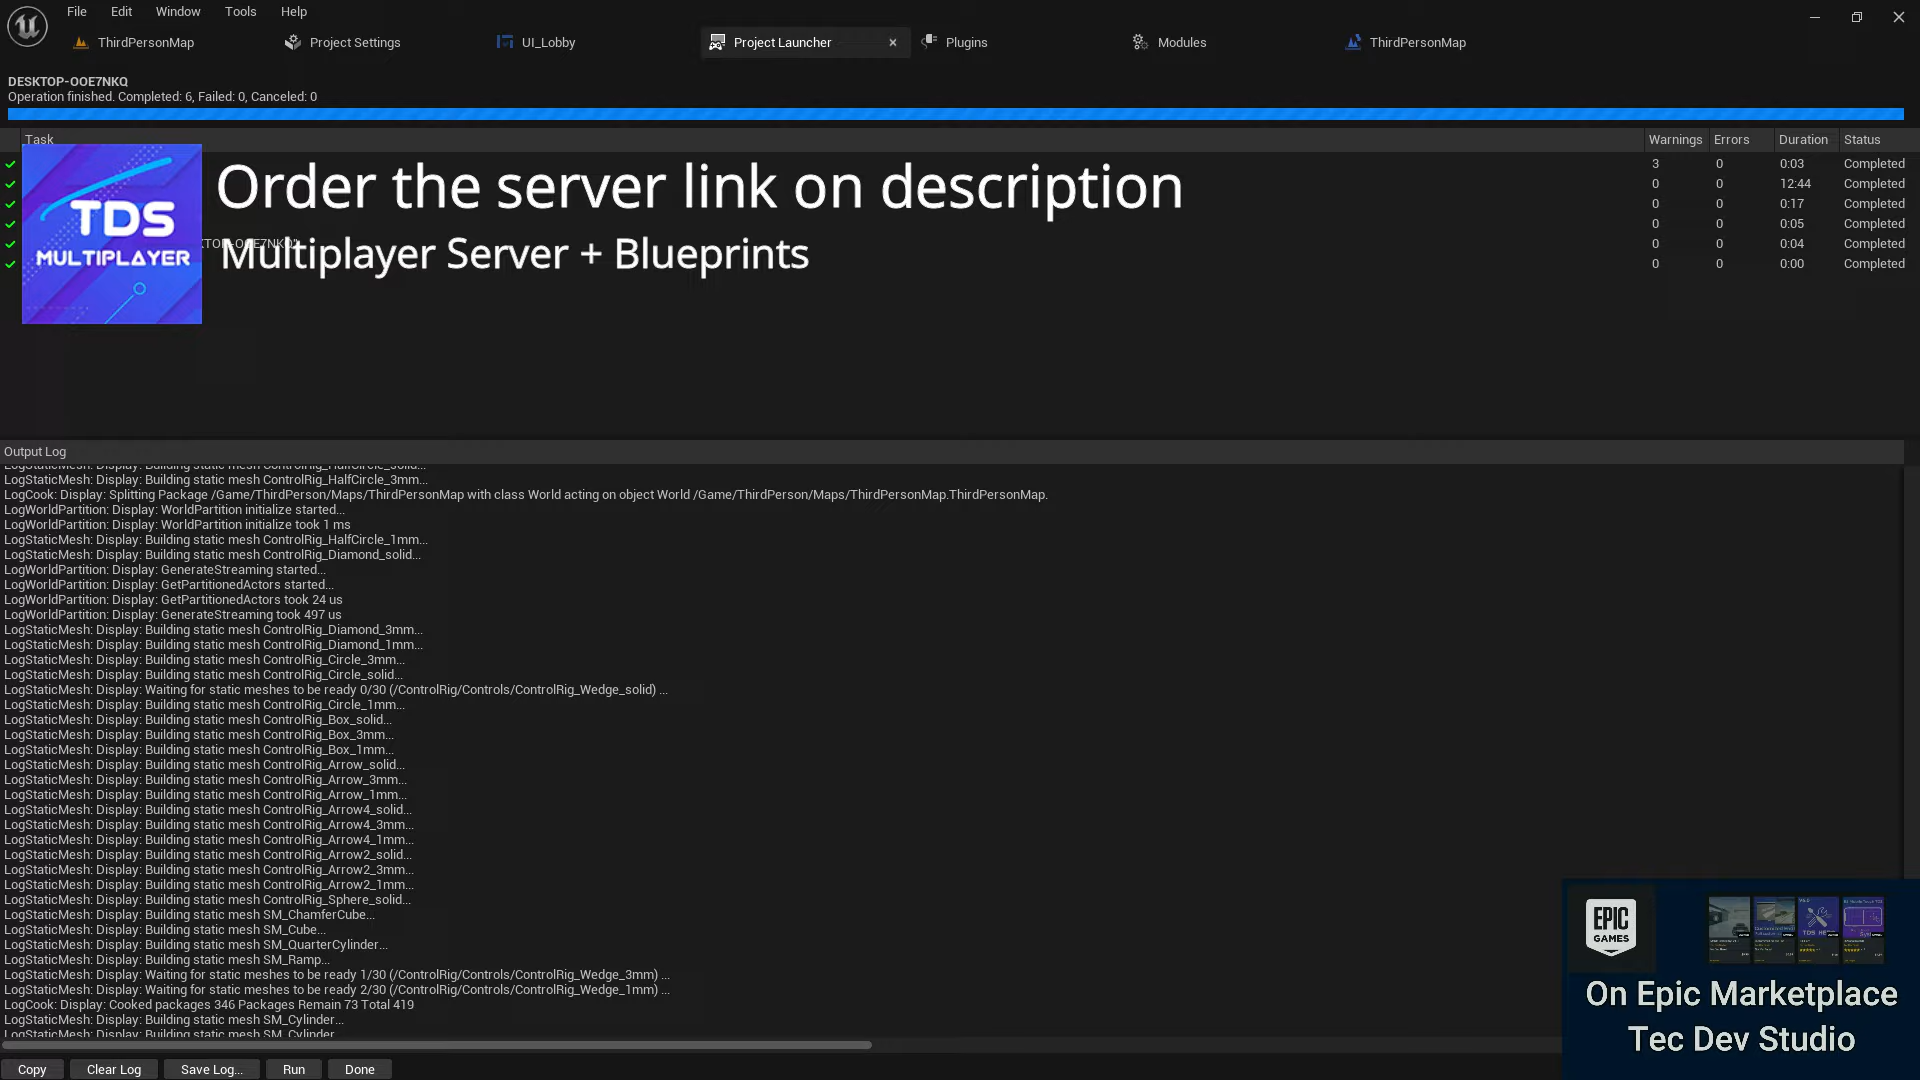 File Edit Window Tools Help
ThirdPersonMap Project Settings UI_Lobby Project Launcher Plugins Modules ThirdPersonMap
DESKTOP-OOE7NKQ
Operation finished. Completed: 6, Failed: 0, Canceled: 0
Task Warnings Errors Duration Status
3 0 0:03 Completed
0 0 12:44 Completed
0 0 0:17 Completed
0 0 0:05 Completed
0 0 0:04 Completed
0 0 0:00 Completed
TDS
MULTIPLAYER
Order the server link on description
Multiplayer Server + Blueprints
Output Log
LogStaticMesh: Display: Building static mesh ControlRig_HalfCircle_solid...
LogStaticMesh: Display: Building static mesh ControlRig_HalfCircle_3mm...
LogCook: Display: Splitting Package /Game/ThirdPerson/Maps/ThirdPersonMap with class World acting on object World /Game/ThirdPerson/Maps/ThirdPersonMap.ThirdPersonMap.
LogWorldPartition: Display: WorldPartition initialize started...
LogWorldPartition: Display: WorldPartition initialize took 1 ms
LogStaticMesh: Display: Building static mesh ControlRig_HalfCircle_1mm...
LogStaticMesh: Display: Building static mesh ControlRig_Diamond_solid...
LogWorldPartition: Display: GenerateStreaming started...
LogWorldPartition: Display: GetPartitionedActors started...
LogWorldPartition: Display: GetPartitionedActors took 24 us
LogWorldPartition: Display: GenerateStreaming took 497 us
LogStaticMesh: Display: Building static mesh ControlRig_Diamond_3mm...
LogStaticMesh: Display: Building static mesh ControlRig_Diamond_1mm...
LogStaticMesh: Display: Building static mesh ControlRig_Circle_3mm...
LogStaticMesh: Display: Building static mesh ControlRig_Circle_solid...
LogStaticMesh: Display: Waiting for static meshes to be ready 0/30 (/ControlRig/Controls/ControlRig_Wedge_solid) ...
LogStaticMesh: Display: Building static mesh ControlRig_Circle_1mm...
LogStaticMesh: Display: Building static mesh ControlRig_Box_solid...
LogStaticMesh: Display: Building static mesh ControlRig_Box_3mm...
LogStaticMesh: Display: Building static mesh ControlRig_Box_1mm...
LogStaticMesh: Display: Building static mesh ControlRig_Arrow_solid...
LogStaticMesh: Display: Building static mesh ControlRig_Arrow_3mm...
LogStaticMesh: Display: Building static mesh ControlRig_Arrow_1mm...
LogStaticMesh: Display: Building static mesh ControlRig_Arrow4_solid...
LogStaticMesh: Display: Building static mesh ControlRig_Arrow4_3mm...
LogStaticMesh: Display: Building static mesh ControlRig_Arrow4_1mm...
LogStaticMesh: Display: Building static mesh ControlRig_Arrow2_solid...
LogStaticMesh: Display: Building static mesh ControlRig_Arrow2_3mm...
LogStaticMesh: Display: Building static mesh ControlRig_Arrow2_1mm...
LogStaticMesh: Display: Building static mesh ControlRig_Sphere_solid...
LogStaticMesh: Display: Building static mesh SM_ChamferCube...
LogStaticMesh: Display: Building static mesh SM_Cube...
LogStaticMesh: Display: Building static mesh SM_QuarterCylinder...
LogStaticMesh: Display: Building static mesh SM_Ramp...
LogStaticMesh: Display: Waiting for static meshes to be ready 1/30 (/ControlRig/Controls/ControlRig_Wedge_3mm) ...
LogStaticMesh: Display: Waiting for static meshes to be ready 2/30 (/ControlRig/Controls/ControlRig_Wedge_1mm) ...
LogCook: Display: Cooked packages 346 Packages Remain 73 Total 419
LogStaticMesh: Display: Building static mesh SM_Cylinder...
LogStaticMesh: Display: Building static mesh SM_Cylinder
EPIC
GAMES
On Epic Marketplace
Tec Dev Studio
Copy Clear Log Save Log... Run Done